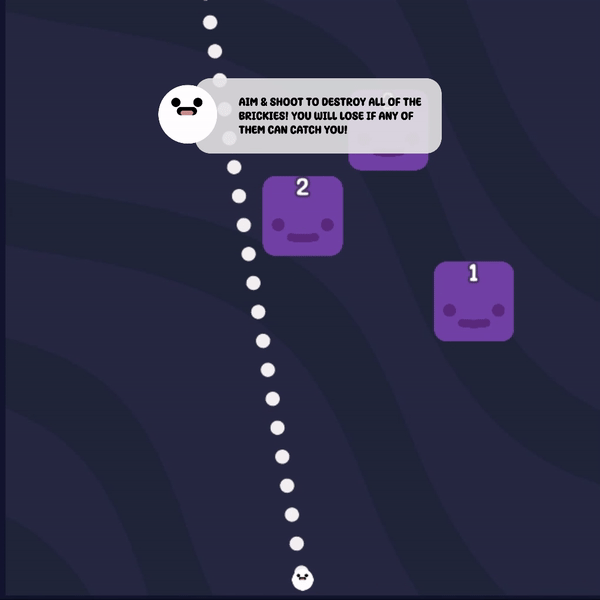 AIM & SHOOT TO DESTROY ALL OF THE
BRICKIES! YOU WILL LOSE IF ANY OF
THEM CAN CATCH YOU!
2
1